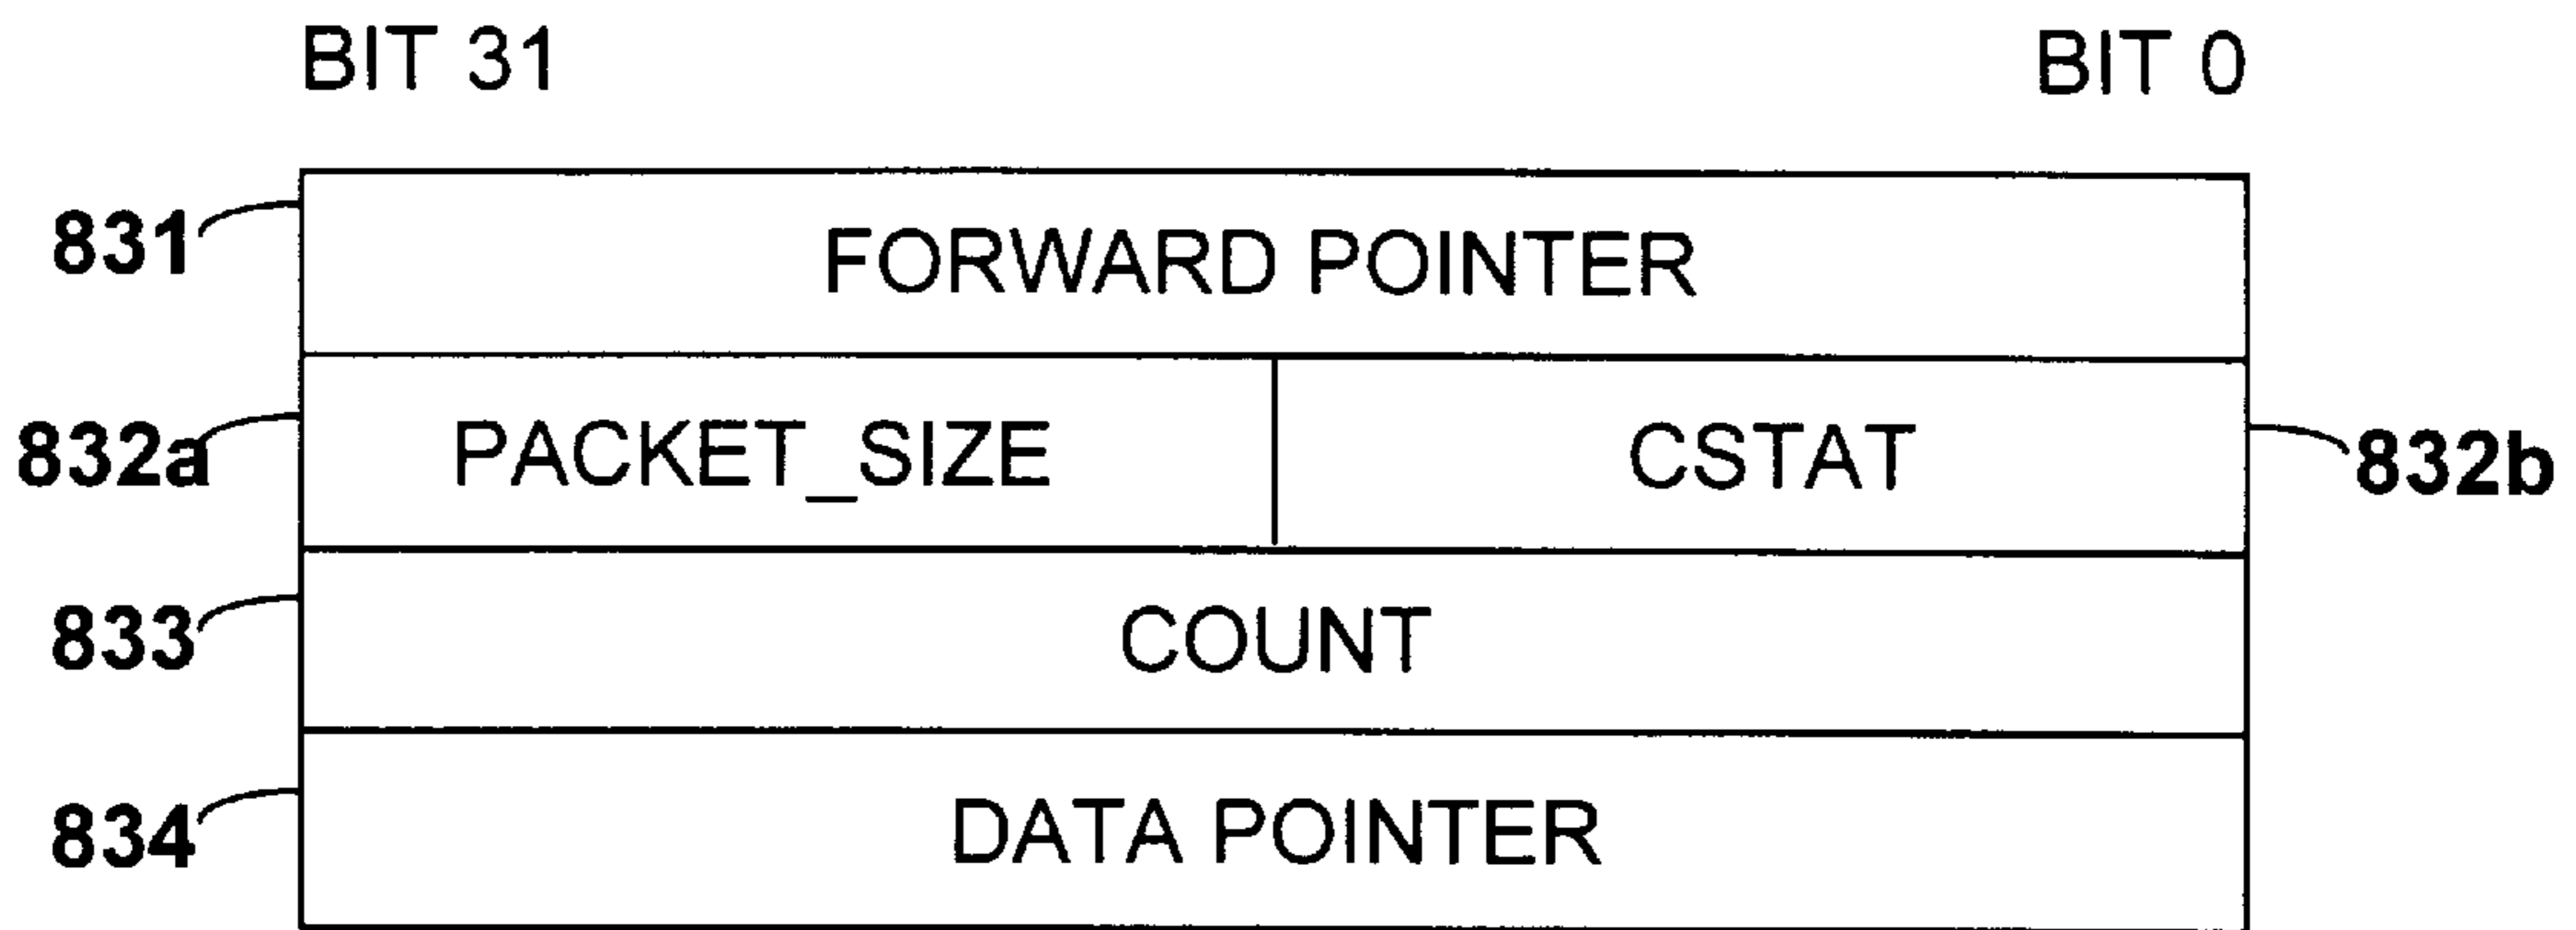 BIT 31 BIT 0
831 FORWARD POINTER
832a PACKET_SIZE CSTAT 832b
833 COUNT
834 DATA POINTER